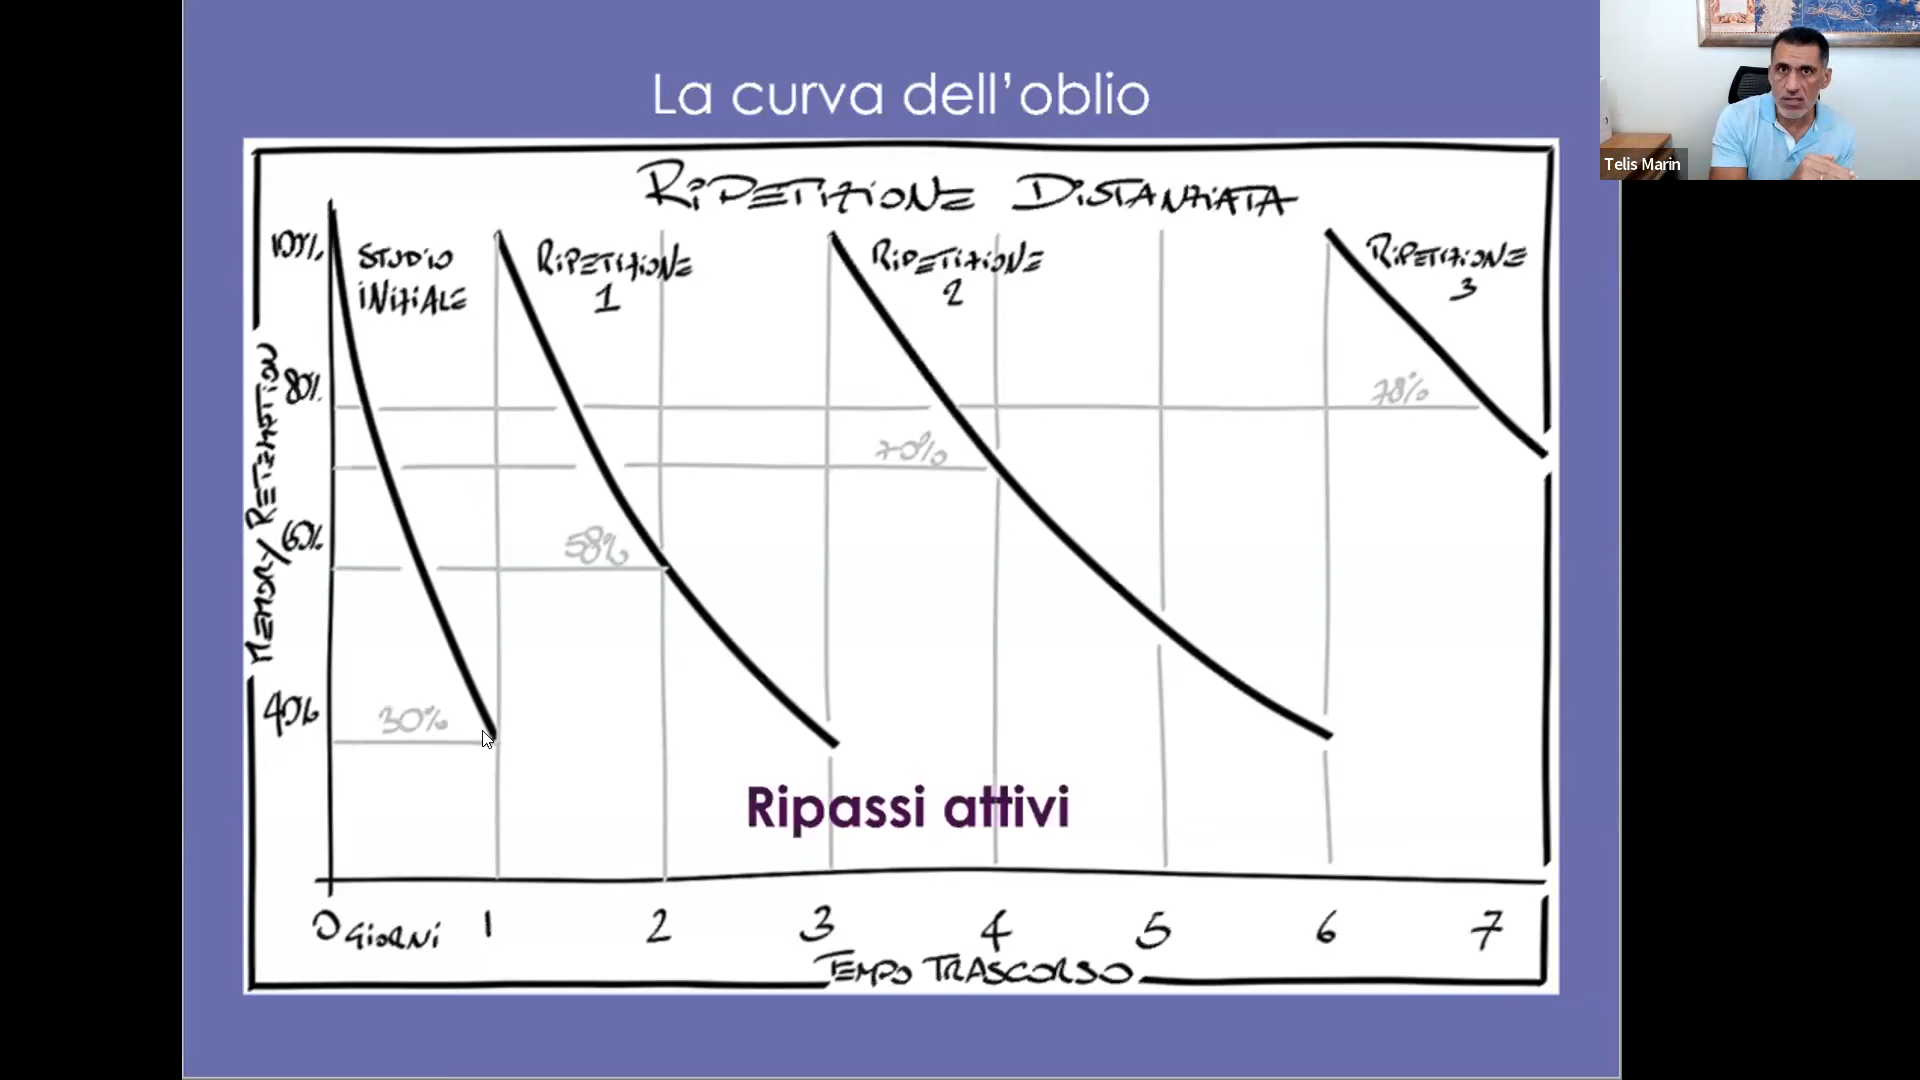 La curva dell'oblio
Telis Marin
RIPETIZIONE DISTANZIATA
100%
STUDIO
INIZIALE
RIPETIZIONE
1
RIPETIZIONE
2
RIPETIZIONE
3
MEMORY RETEMPTION
80%
78%
70%
60%
58%
40%
30%
Ripassi attivi
0 GIORNI 1 2 3 4 5 6 7
TEMPO TRASCORSO